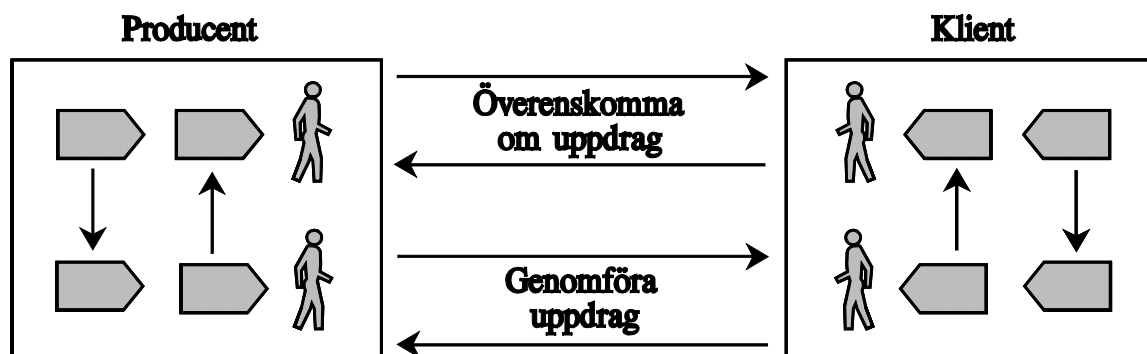 Producent
Klient
Överenskomma
om uppdrag
Genomföra
uppdrag